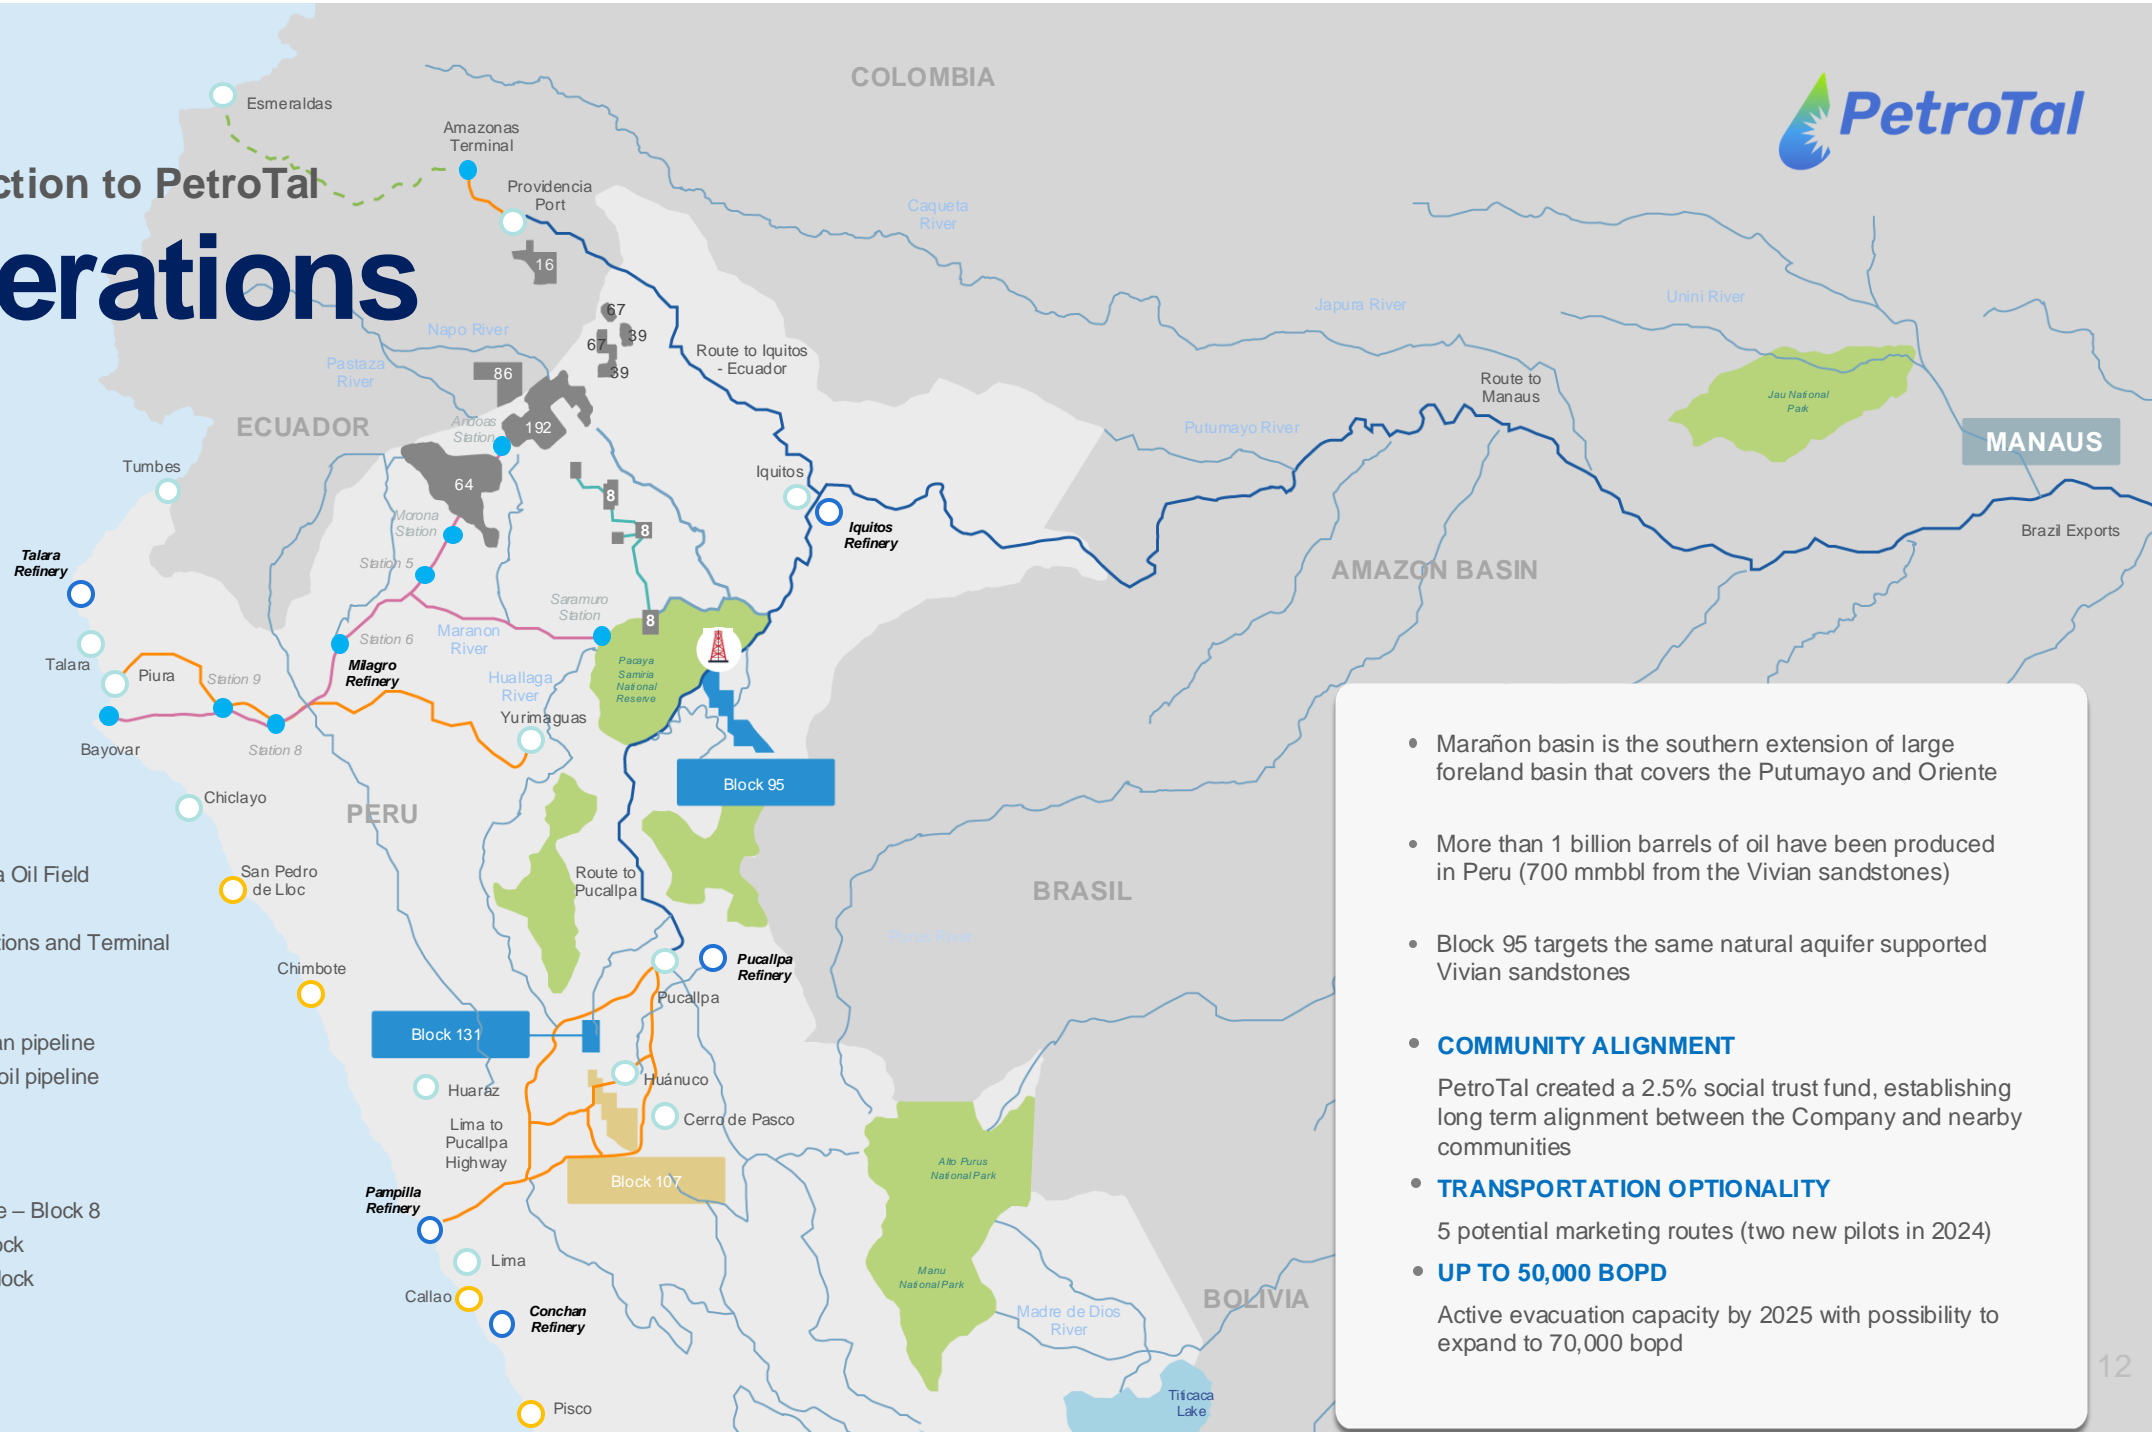 COLOMBIA
PetroTal
Esmeraldas
Amazonas
Terminal
ction to PetroTal
Providencia
Port
erations
Caqueta
River
16
Japura River
Unini River
67
39
67
39
Napo River
Route to Iquitos
- Ecuador
Pastaza
River
86
Route to
Manaus
Jau National
Park
ECUADOR
Andoas
Station
192
Putumayo River
MANAUS
Tumbes
64
Iquitos
8
Morona
Station
8
Iquitos
Refinery
Brazil Exports
Talara
Refinery
Station 5
AMAZON BASIN
Saramuro
Station
8
Station 6
Maranon
River
Milagro
Refinery
Pacaya
Samiria
National
Reserve
Talara
Piura
Station 9
Huallaga
River
Yurimaguas
Bayovar
Station 8
Block 95
Chiclayo
PERU
a Oil Field
San Pedro
de Lloc
Route to
Pucallpa
BRASIL
tions and Terminal
Purus River
Chimbote
Pucallpa
Refinery
Pucallpa
an pipeline
Block 131
oil pipeline
Huaraz
Huánuco
Cerro de Pasco
Lima to
Pucallpa
Highway
Block 107
Alto Purus
National Park
e – Block 8
Pampilla
Refinery
ock
lock
Lima
Manu
National Park
Callao
Conchan
Refinery
Madre de Dios
River
BOLIVIA
Titicaca
Lake
Pisco
• Marañon basin is the southern extension of large
foreland basin that covers the Putumayo and Oriente
• More than 1 billion barrels of oil have been produced
in Peru (700 mmbbl from the Vivian sandstones)
• Block 95 targets the same natural aquifer supported
Vivian sandstones
• COMMUNITY ALIGNMENT
PetroTal created a 2.5% social trust fund, establishing
long term alignment between the Company and nearby
communities
• TRANSPORTATION OPTIONALITY
5 potential marketing routes (two new pilots in 2024)
• UP TO 50,000 BOPD
Active evacuation capacity by 2025 with possibility to
expand to 70,000 bopd
12